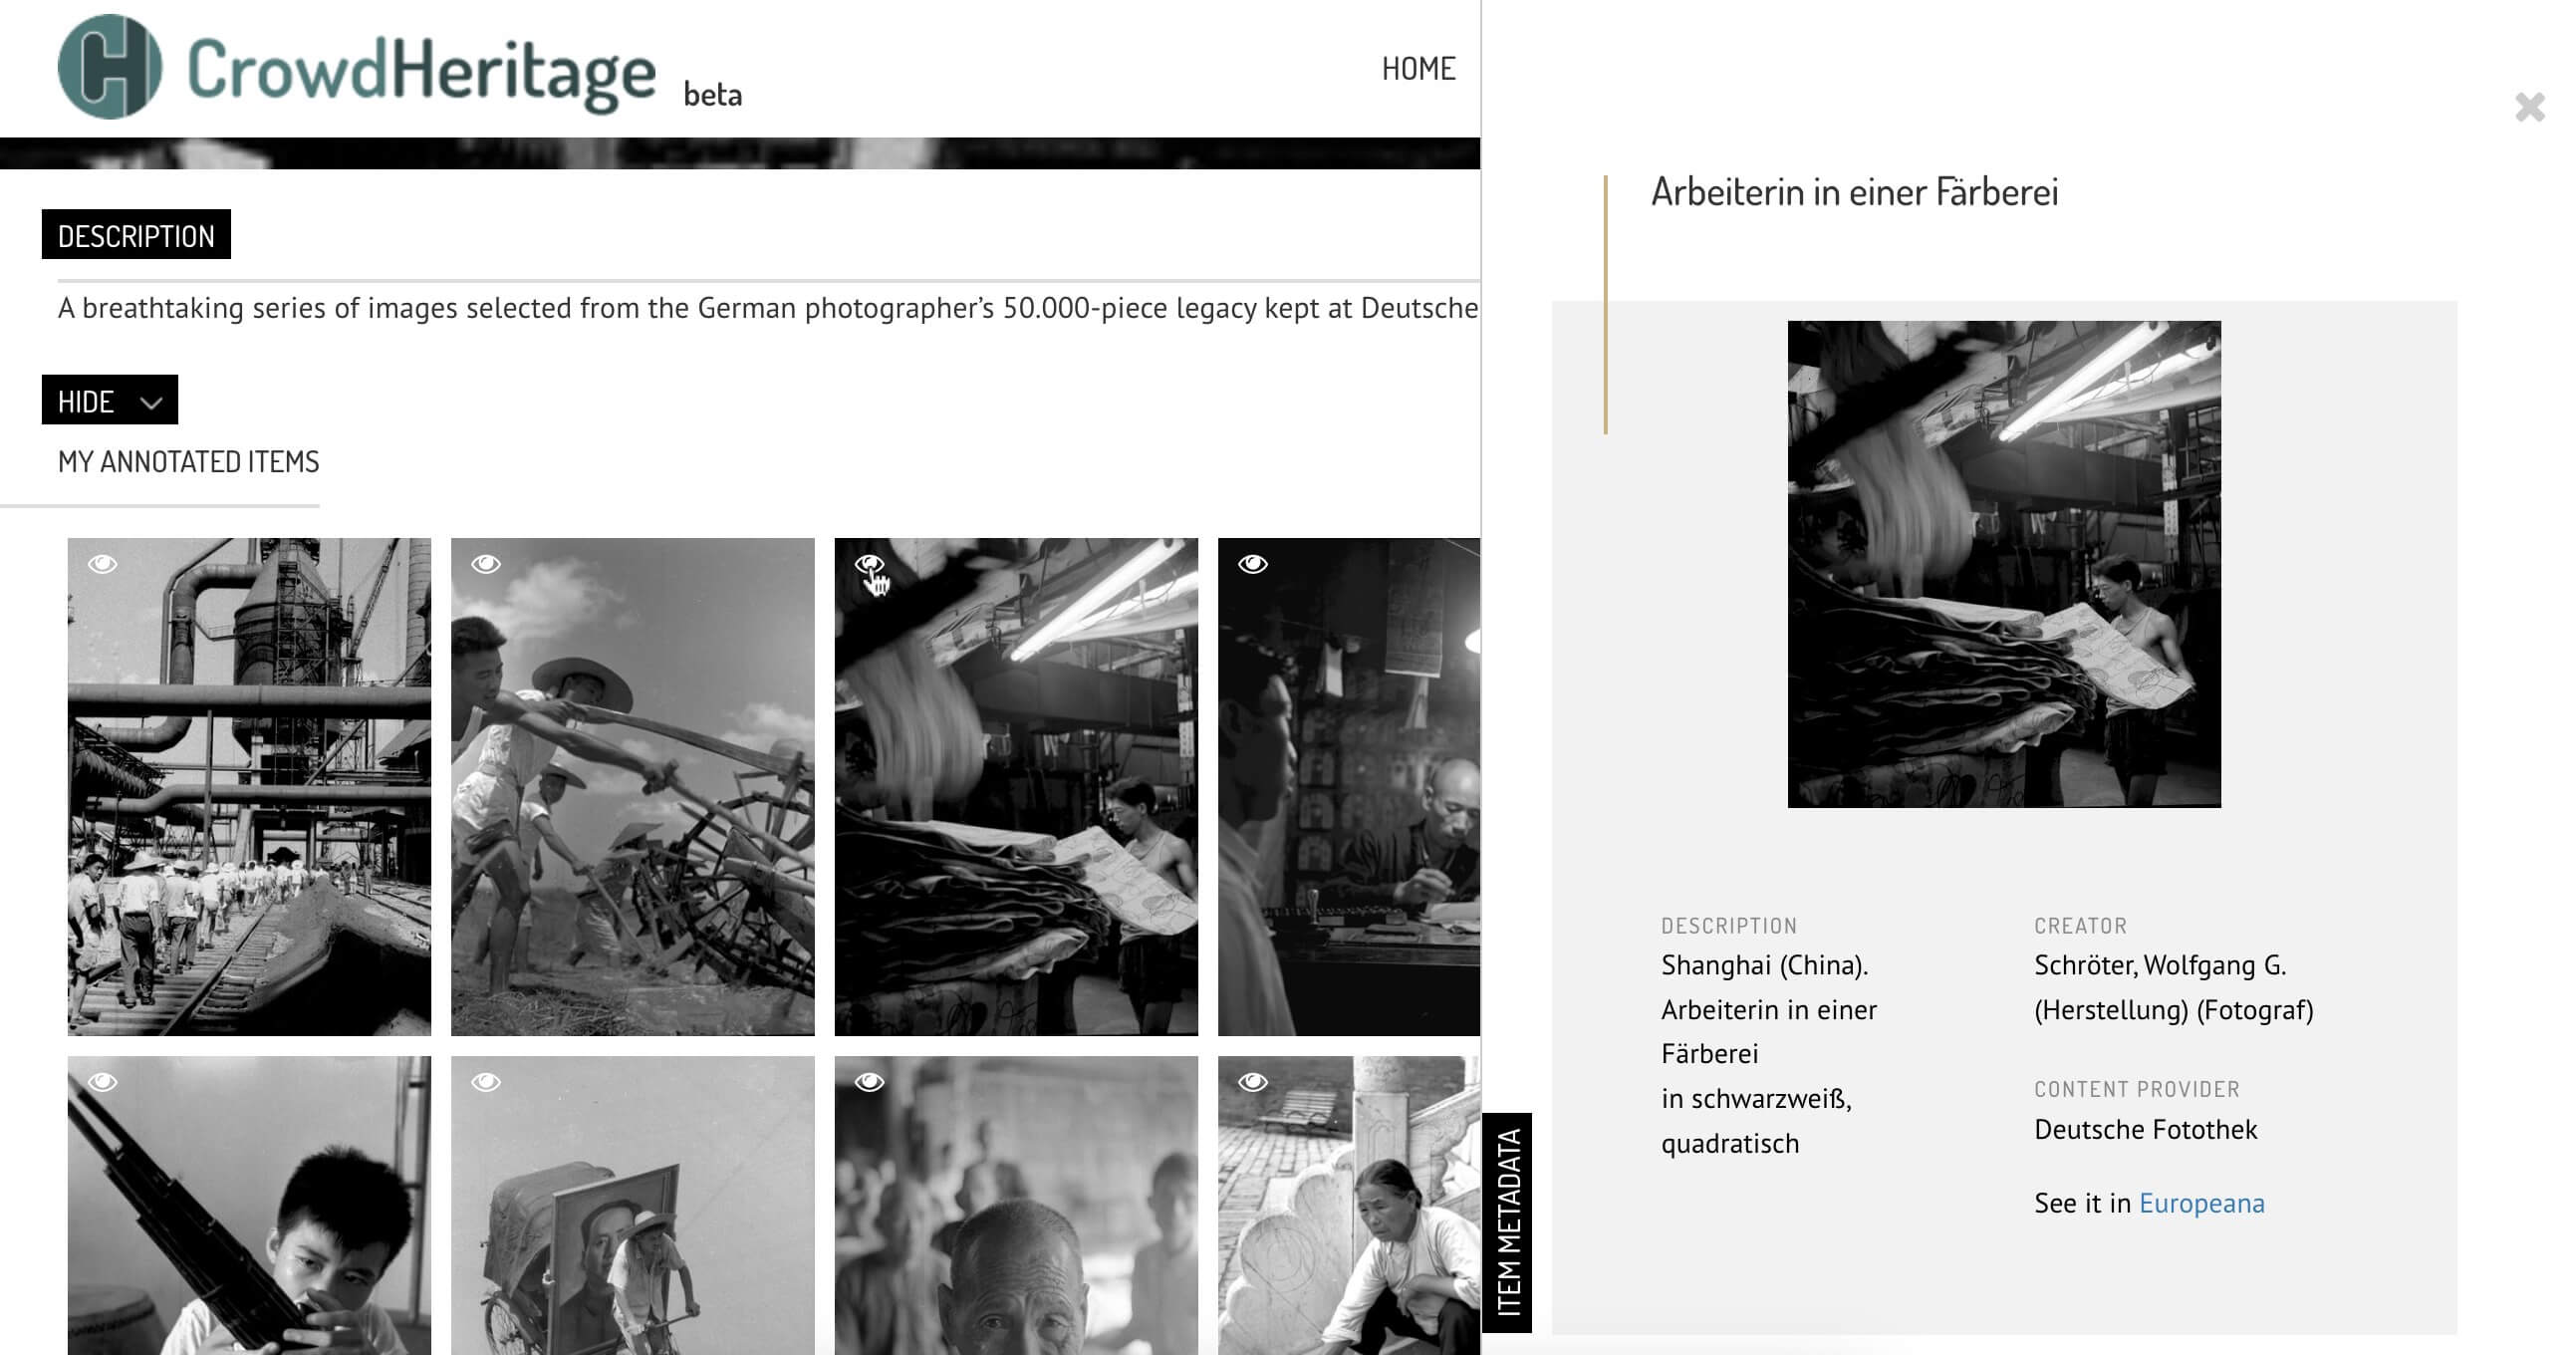 CrowdHeritage beta
HOME
DESCRIPTION
A breathtaking series of images selected from the German photographer’s 50.000-piece legacy kept at Deutsche
HIDE
MY ANNOTATED ITEMS
Arbeiterin in einer Färberei
DESCRIPTION
Shanghai (China).
Arbeiterin in einer
Färberei
in schwarzweiß,
quadratisch
CREATOR
Schröter, Wolfgang G.
(Herstellung) (Fotograf)
CONTENT PROVIDER
Deutsche Fotothek
See it in Europeana
ITEM METADATA